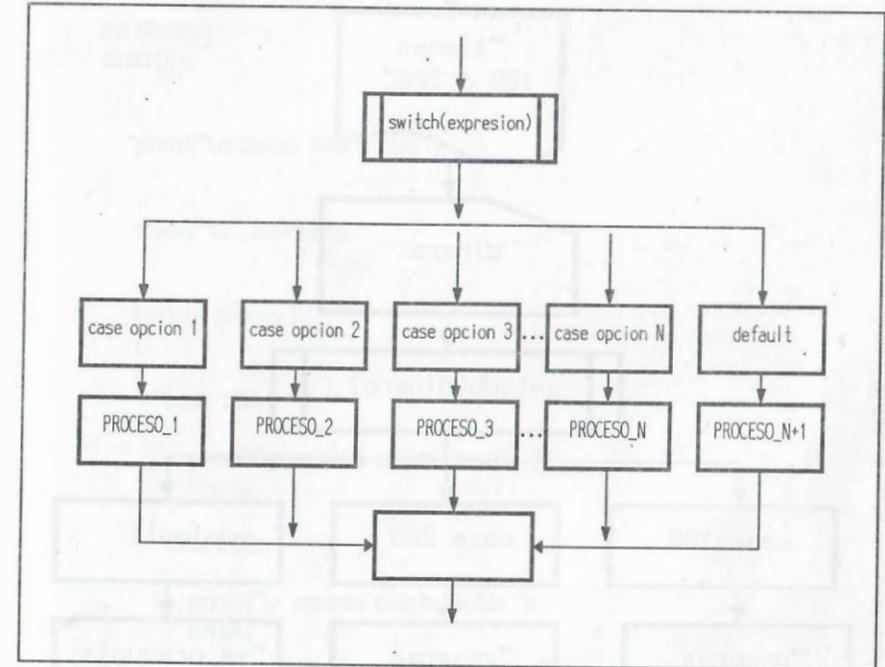 switch(expresion)
case opcion 1 case opcion 2 case opcion 3 ... case opcion N default
PROCESO_1 PROCESO_2 PROCESO_3 ... PROCESO_N PROCESO_N+1